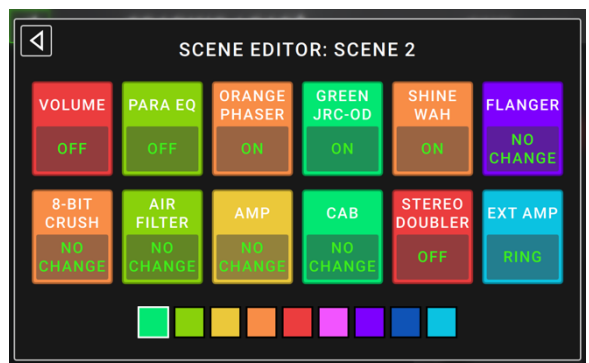 SCENE EDITOR: SCENE 2
VOLUME
OFF
PARA EQ
OFF
ORANGE
PHASER
ON
GREEN
JRC-OD
ON
SHINE
WAH
ON
FLANGER
NO
CHANGE
8-BIT
CRUSH
NO
CHANGE
AIR
FILTER
NO
CHANGE
AMP
NO
CHANGE
CAB
NO
CHANGE
STEREO
DOUBLER
OFF
EXT AMP
RING